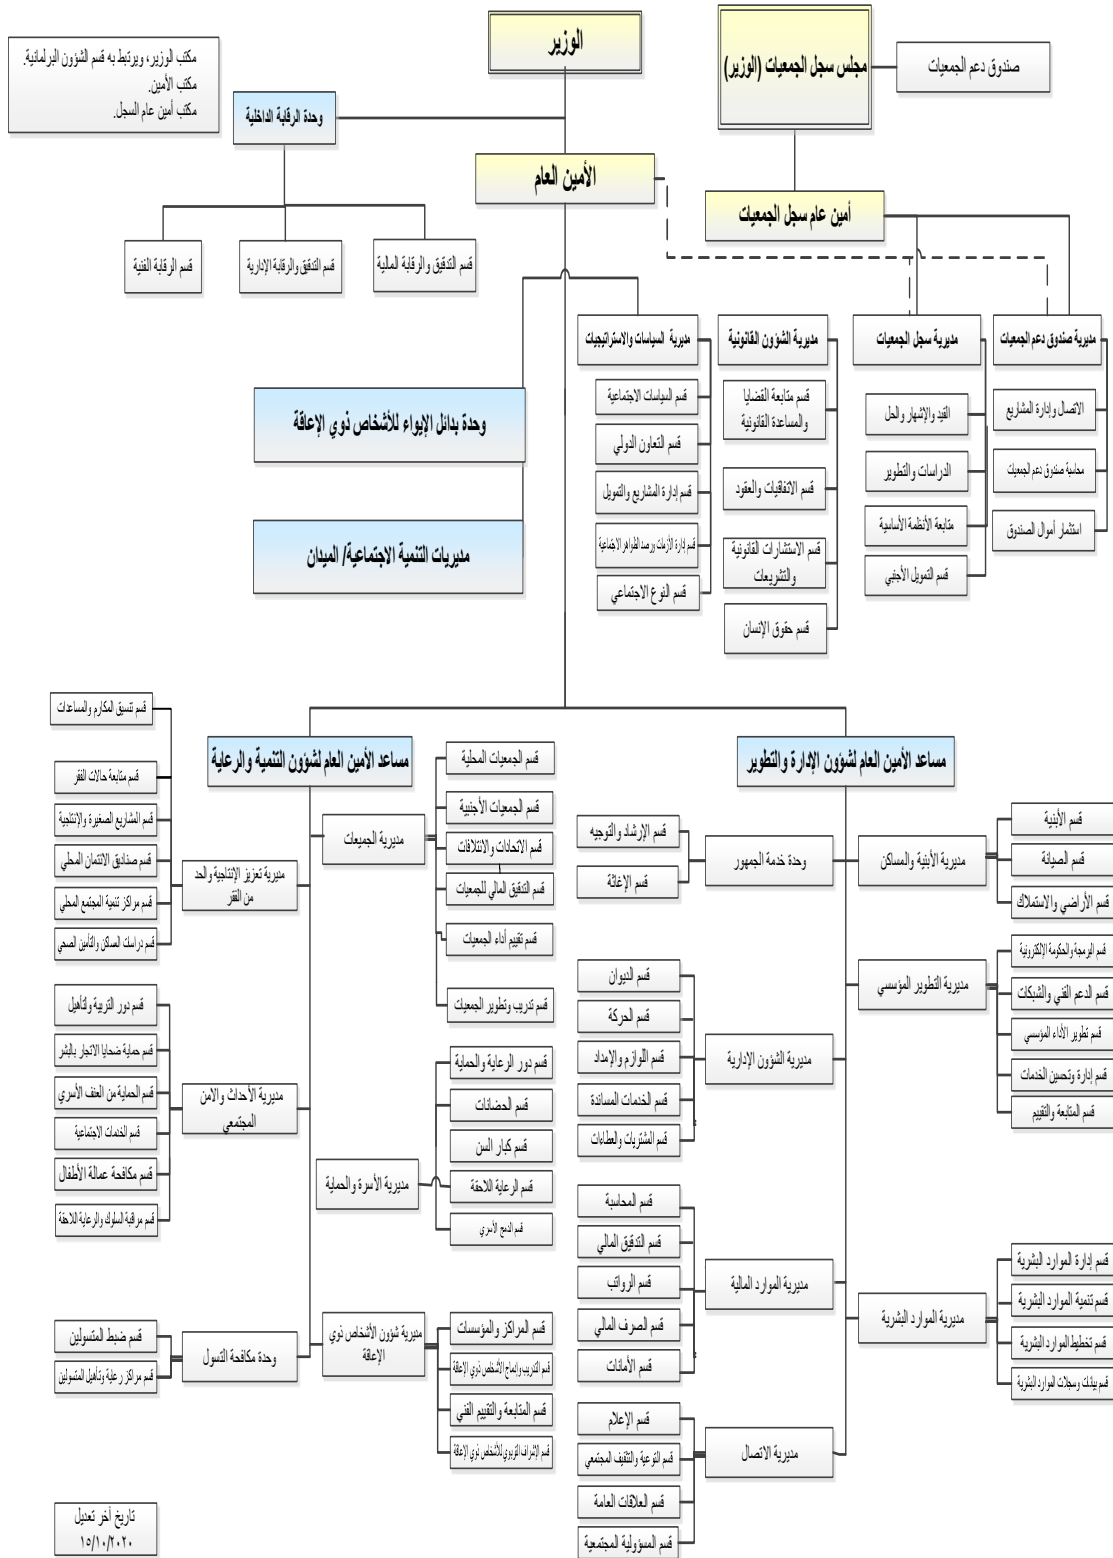 الوزير
مجلس سجل الجمعيات (الوزير)
صندوق دعم الجمعيات
مكتب الوزير، ويرتبط به قسم الشؤون البرلمانية.
مكتب الأمين.
مكتب أمين عام السجل.
وحدة الرقابة الداخلية
الأمين العام
أمين عام سجل الجمعيات
قسم التدقيق والرقابة المالية
قسم التدقيق والرقابة الإدارية
قسم الرقابة الفنية
مديرية صندوق دعم الجمعيات
الاتصال وإدارة المشاريع
محاسبة صندوق دعم الجمعيات
استثمار أموال الصندوق
مديرية سجل الجمعيات
القيد والإشهار والحل
الدراسات والتطوير
متابعة الأنظمة الأساسية
قسم التمويل الأجنبي
مديرية الشؤون القانونية
قسم متابعة القضايا
والمساعدة القانونية
قسم الاتفاقيات والعقود
قسم الاستشارات القانونية
والتشريعات
قسم حقوق الإنسان
مديرية السياسات والاستراتيجيات
قسم السياسات الاجتماعية
قسم التعاون الدولي
قسم إدارة المشاريع والتمويل
قسم إدارة الأزمات ورصد الظواهر الاجتماعية
قسم النوع الاجتماعي
وحدة بدائل الإيواء للأشخاص ذوي الإعاقة
مديريات التنمية الاجتماعية/ الميدان
مساعد الأمين العام لشؤون الإدارة والتطوير
مديرية الأبنية والمساكن
قسم الأبنية
قسم الصيانة
قسم الأراضي والاستملاك
وحدة خدمة الجمهور
قسم الإرشاد والتوجيه
قسم الإغاثة
مديرية التطوير المؤسسي
قسم البرمجة والحكومة الإلكترونية
قسم الدعم الفني والشبكات
قسم تطوير الأداء المؤسسي
قسم إدارة وتحسين الخدمات
قسم المتابعة والتقييم
مديرية الشؤون الإدارية
قسم الديوان
قسم الحركة
قسم اللوازم والإمداد
قسم الخدمات المساندة
قسم المشتريات والعطاءات
مديرية الموارد البشرية
قسم إدارة الموارد البشرية
قسم تنمية الموارد البشرية
قسم تخطيط الموارد البشرية
قسم بيانات وسجلات الموارد البشرية
مديرية الموارد المالية
قسم المحاسبة
قسم التدقيق المالي
قسم الرواتب
قسم الصرف المالي
قسم الأمانات
مديرية الاتصال
قسم الإعلام
قسم التوعية والتثقيف المجتمعي
قسم العلاقات العامة
قسم المسؤولية المجتمعية
مساعد الأمين العام لشؤون التنمية والرعاية
مديرية الجميعات
قسم الجمعيات المحلية
قسم الجمعيات الأجنبية
قسم الاتحادات والائتلافات
قسم التدقيق المالي للجمعيات
قسم تقييم أداء الجمعيات
قسم تدريب وتطوير الجمعيات
مديرية تعزيز الإنتاجية والحد
من الفقر
قسم تنسيق المكارم والمساعدات
قسم متابعة حالات الفقر
قسم المشاريع الصغيرة والإنتاجية
قسم صناديق الائتمان المحلي
قسم مراكز تنمية المجتمع المحلي
قسم دراسات المساكن والتأمين الصحي
مديرية الأسرة والحماية
قسم دور الرعاية والحماية
قسم الحضانات
قسم كبار السن
قسم الرعاية اللاحقة
قسم الدمج الأسري
مديرية الأحداث والامن
المجتمعي
قسم دور التربية ولتأهيل
قسم حماية ضحايا الاتجار بالبشر
قسم الحماية من العنف الأسري
قسم الخدمات الاجتماعية
قسم مكافحة عمالة الأطفال
قسم مراقبة السلوك والرعاية اللاحقة
مديرية شؤون الأشخاص ذوي
الإعاقة
قسم المراكز والمؤسسات
قسم التدريب وإدماج الأشخاص ذوي الإعاقة
قسم المتابعة والتقييم الفني
قسم الإشراف التربوي للأشخاص ذوي الإعاقة
وحدة مكافحة التسول
قسم ضبط المتسولين
قسم مراكز رعاية وتأهيل المتسولين
تاريخ أخر تعديل
١٥/١٠/٢٠٢٠